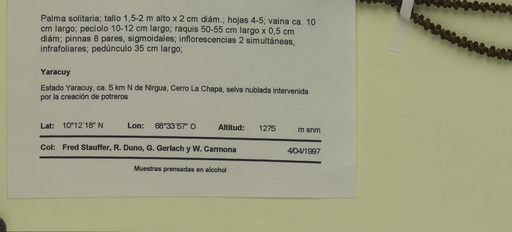 Palma solitaria; tallo 1,5-2 m alto x 2 cm diám.; hojas 4-5; vaina ca. 10
cm largo; peciolo 10-12 cm largo; raquis 50-55 cm largo x 0,5 cm
diám; pinnas 8 pares, sigmoidales; inflorescencias 2 simultáneas,
infrafoliares; pedúnculo 35 cm largo;
Yaracuy
Estado Yaracuy, ca. 5 km N de Nirgua, Cerro La Chapa, selva nublada intervenida
por la creación de potreros
Lat: 10°12'18" N Lon: 68°33'57" O Altitud: 1275 m snm
Col: Fred Stauffer, R. Duno, G. Gerlach y W. Carmona 4/04/1997
Muestras prensadas en alcohol